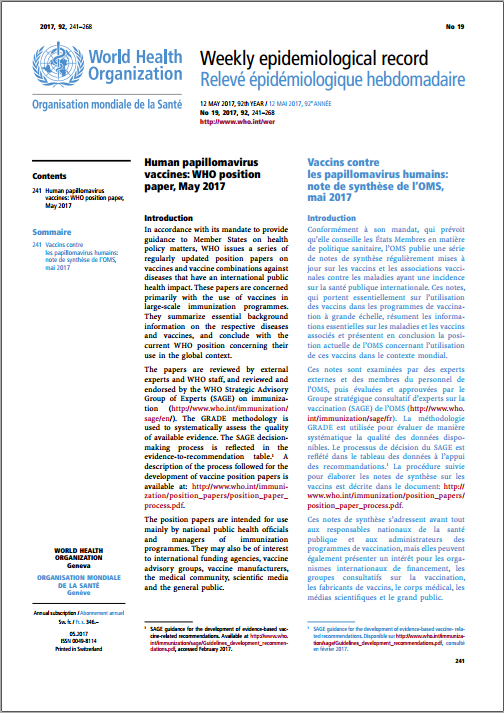 2017, 92, 241–268
No 19
World Health
Organization
Organisation mondiale de la Santé
Weekly epidemiological record
Relevé épidémiologique hebdomadaire
12 MAY 2017, 92th YEAR / 12 MAI 2017, 92e ANNÉE
No 19, 2017, 92, 241–268
http://www.who.int/wer
Contents
241 Human papillomavirus
vaccines: WHO position paper,
May 2017
Sommaire
241 Vaccins contre
les papillomavirus humains:
note de synthèse de l'OMS,
mai 2017
WORLD HEALTH
ORGANIZATION
Geneva
ORGANISATION MONDIALE
DE LA SANTÉ
Genève
Annual subscription / Abonnement annuel
Sw. fr. / Fr. s. 346.–
05.2017
ISSN 0049-8114
Printed in Switzerland
Human papillomavirus
vaccines: WHO position
paper, May 2017
Introduction
In accordance with its mandate to provide
guidance to Member States on health
policy matters, WHO issues a series of
regularly updated position papers on
vaccines and vaccine combinations against
diseases that have an international public
health impact. These papers are concerned
primarily with the use of vaccines in
large-scale immunization programmes.
They summarize essential background
information on the respective diseases
and vaccines, and conclude with the
current WHO position concerning their
use in the global context.
The papers are reviewed by external
experts and WHO staff, and reviewed and
endorsed by the WHO Strategic Advisory
Group of Experts (SAGE) on immuniza-
tion (http://www.who.int/immunization/
sage/en/). The GRADE methodology is
used to systematically assess the quality
of available evidence. The SAGE decision-
making process is reflected in the
evidence-to-recommendation table.1 A
description of the process followed for the
development of vaccine position papers is
available at: http://www.who.int/immuni-
zation/position_papers/position_paper_
process.pdf.
The position papers are intended for use
mainly by national public health officials
and managers of immunization
programmes. They may also be of interest
to international funding agencies, vaccine
advisory groups, vaccine manufacturers,
the medical community, scientific media
and the general public.
1 SAGE guidance for the development of evidence-based vac-
cine-related recommendations. Available at http://www.who.
int/immunization/sage/Guidelines_development_recommen-
dations.pdf, accessed February 2017.
Vaccins contre
les papillomavirus humains:
note de synthèse de l'OMS,
mai 2017
Introduction
Conformément à son mandat, qui prévoit
qu'elle conseille les États Membres en matière
de politique sanitaire, l'OMS publie une série
de notes de synthèse régulièrement mises à
jour sur les vaccins et les associations vacci-
nales contre les maladies ayant une incidence
sur la santé publique internationale. Ces notes,
qui portent essentiellement sur l'utilisation
des vaccins dans les programmes de vaccina-
tion à grande échelle, résument les informa-
tions essentielles sur les maladies et les vaccins
associés et présentent en conclusion la posi-
tion actuelle de l'OMS concernant l'utilisation
de ces vaccins dans le contexte mondial.
Ces notes sont examinées par des experts
externes et des membres du personnel de
l'OMS, puis évaluées et approuvées par le
Groupe stratégique consultatif d'experts sur la
vaccination (SAGE) de l'OMS (http://www.who.
int/immunization/sage/fr). La méthodologie
GRADE est utilisée pour évaluer de manière
systématique la qualité des données dispo-
nibles. Le processus de décision du SAGE est
reflété dans le tableau des données à l'appui
des recommandations.1 La procédure suivie
pour élaborer les notes de synthèse sur les
vaccins est décrite dans le document: http://
www.who.int/immunization/position_papers/
position_paper_process.pdf.
Ces notes de synthèse s'adressent avant tout
aux responsables nationaux de la santé
publique et aux administrateurs des
programmes de vaccination, mais elles peuvent
également présenter un intérêt pour les orga-
nismes internationaux de financement, les
groupes consultatifs sur la vaccination,
les fabricants de vaccins, le corps médical, les
médias scientifiques et le grand public.
1 SAGE guidance for the development of evidence-based vaccine- rela-
ted recommendations. Disponible sur http://www.who.int/immuniza-
tion/sage/Guidelines_development_recommendations.pdf, consulté
en février 2017.
241